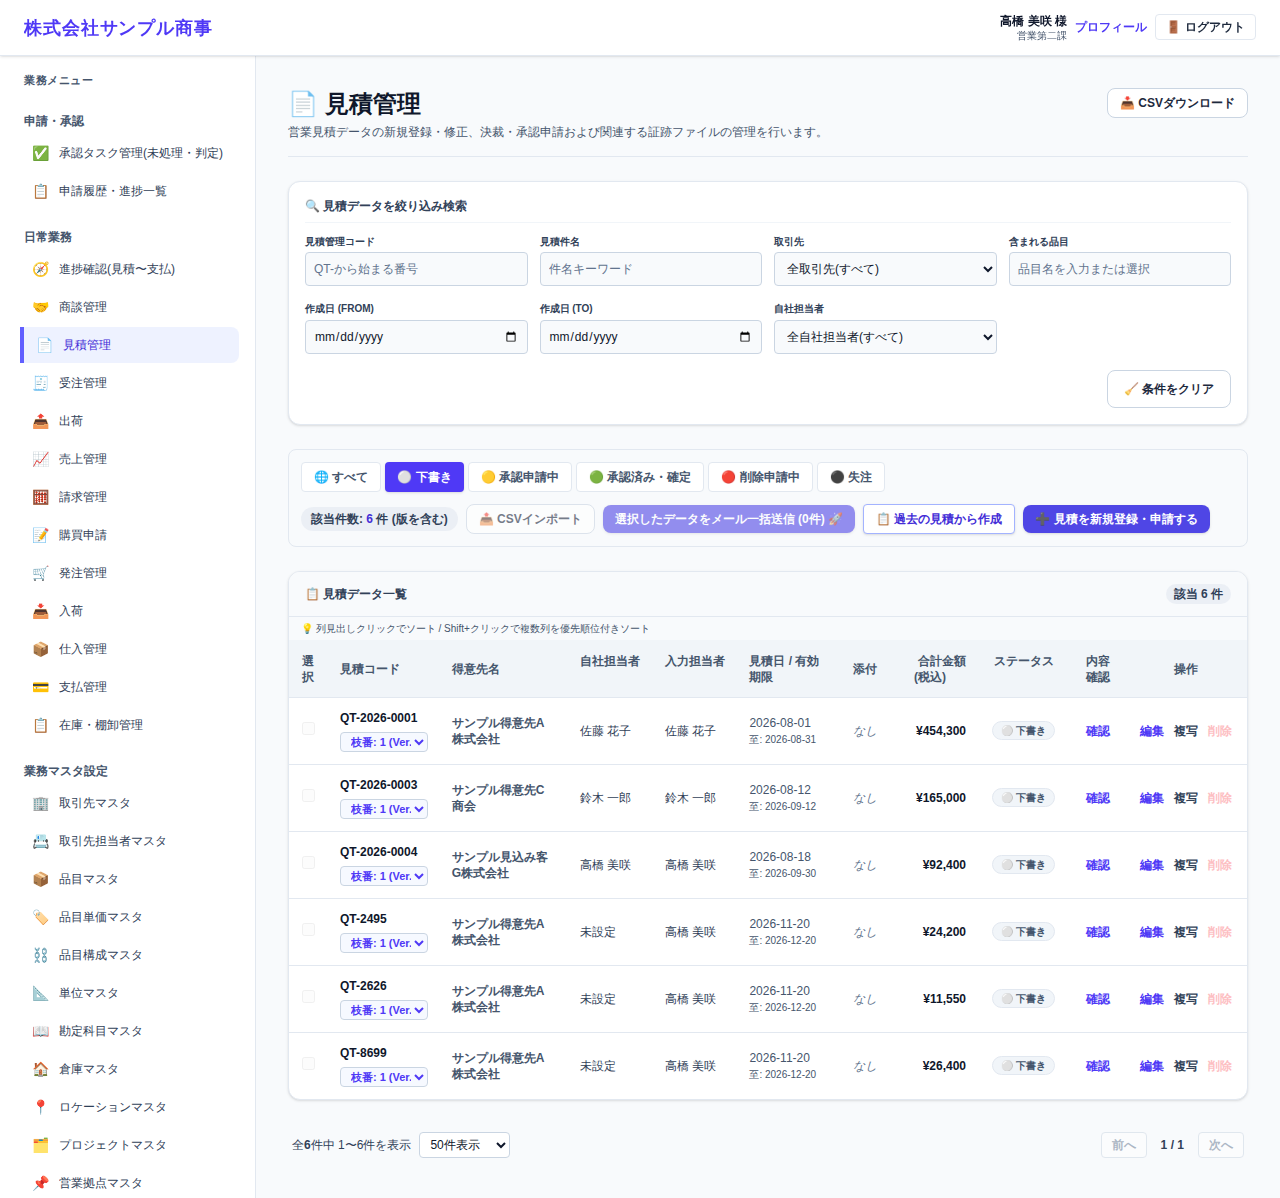 株式会社サンプル商事
高橋 美咲 様
営業第二課
プロフィール
ログアウト
業務メニュー
申請・承認
承認タスク管理(未処理・判定)
申請履歴・進捗一覧
日常業務
進捗確認(見積〜支払)
商談管理
見積管理
受注管理
出荷
売上管理
請求管理
購買申請
発注管理
入荷
仕入管理
支払管理
在庫・棚卸管理
業務マスタ設定
取引先マスタ
取引先担当者マスタ
品目マスタ
品目単価マスタ
品目構成マスタ
単位マスタ
勘定科目マスタ
倉庫マスタ
ロケーションマスタ
プロジェクトマスタ
営業拠点マスタ
見積管理
CSVダウンロード
営業見積データの新規登録・修正、決裁・承認申請および関連する証跡ファイルの管理を行います。
見積データを絞り込み検索
見積管理コード 見積件名 取引先 含まれる品目
QT-から始まる番号 件名キーワード 全取引先(すべて) 品目名を入力または選択
作成日 (FROM) 作成日 (TO) 自社担当者
mm/dd/yyyy mm/dd/yyyy 全自社担当者(すべて)
条件をクリア
すべて 下書き 承認申請中 承認済み・確定 削除申請中 失注
該当件数: 6 件 (版を含む) CSVインポート 選択したデータをメール一括送信 (0件) 過去の見積から作成 見積を新規登録・申請する
見積データ一覧 該当 6 件
列見出しクリックでソート / Shift+クリックで複数列を優先順位付きソート
選択 見積コード 得意先名 自社担当者 入力担当者 見積日 / 有効期限 添付 合計金額(税込) ステータス 内容確認 操作
QT-2026-0001 枝番: 1 (Ver. サンプル得意先A株式会社 佐藤 花子 佐藤 花子 2026-08-01 至: 2026-08-31 なし ¥454,300 下書き 確認 編集 複写 削除
QT-2026-0003 枝番: 1 (Ver. サンプル得意先C商会 鈴木 一郎 鈴木 一郎 2026-08-12 至: 2026-09-12 なし ¥165,000 下書き 確認 編集 複写 削除
QT-2026-0004 枝番: 1 (Ver. サンプル見込み客G株式会社 高橋 美咲 高橋 美咲 2026-08-18 至: 2026-09-30 なし ¥92,400 下書き 確認 編集 複写 削除
QT-2495 枝番: 1 (Ver. サンプル得意先A株式会社 未設定 高橋 美咲 2026-11-20 至: 2026-12-20 なし ¥24,200 下書き 確認 編集 複写 削除
QT-2626 枝番: 1 (Ver. サンプル得意先A株式会社 未設定 高橋 美咲 2026-11-20 至: 2026-12-20 なし ¥11,550 下書き 確認 編集 複写 削除
QT-8699 枝番: 1 (Ver. サンプル得意先A株式会社 未設定 高橋 美咲 2026-11-20 至: 2026-12-20 なし ¥26,400 下書き 確認 編集 複写 削除
全6件中 1〜6件を表示 50件表示 前へ 1 / 1 次へ